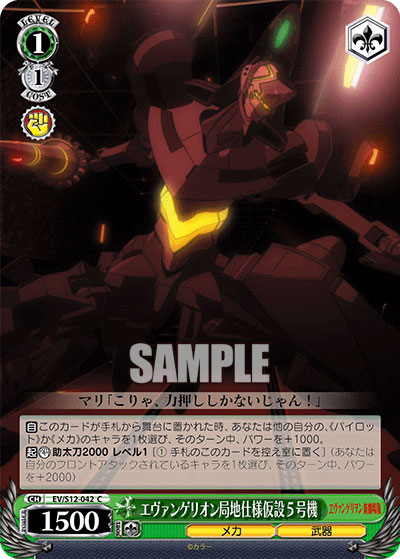 LEVEL
1
1
COST
SAMPLE
マリ「こりゃ、力押ししかないじゃん！」
自このカードが手札から舞台に置かれた時、あなたは他の自分の、《パイロット》か《メカ》のキャラを1枚選び、そのターン中、パワーを+1000。
起 助太刀2000 レベル1 [① 手札のこのカードを控え室に置く] (あなたは自分のフロントアタックされているキャラを1枚選び、そのターン中、パワーを+2000)
CH EV/S12-042 C
エヴァンゲリオン局地仕様仮設5号機
ヱヴァンゲリヲン新劇場版
POWER
1500
メカ
武器
©カラー